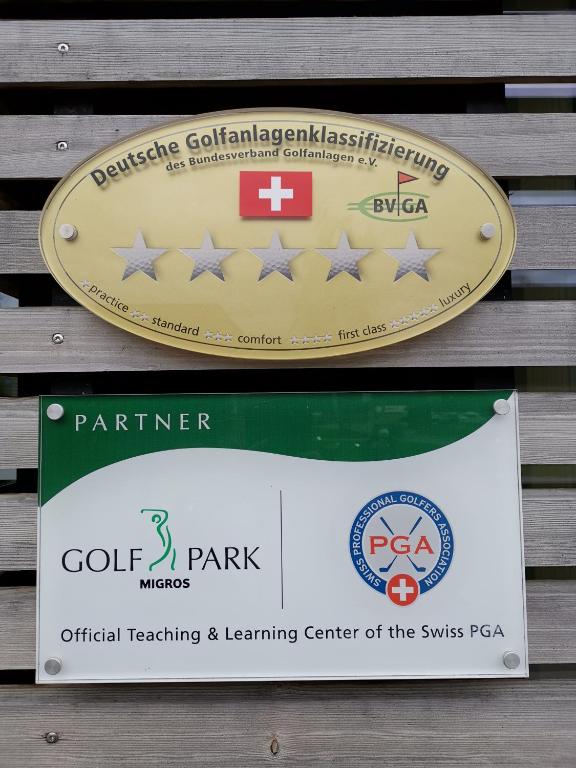 Deutsche Golfanlagenklassifizierung
des Bundesverband Golfanlagen e.V.
BVGA
practice standard comfort first class luxury
PARTNER
GOLF PARK
MIGROS
SWISS PROFESSIONAL GOLFERS ASSOCIATION
PGA
Official Teaching & Learning Center of the Swiss PGA